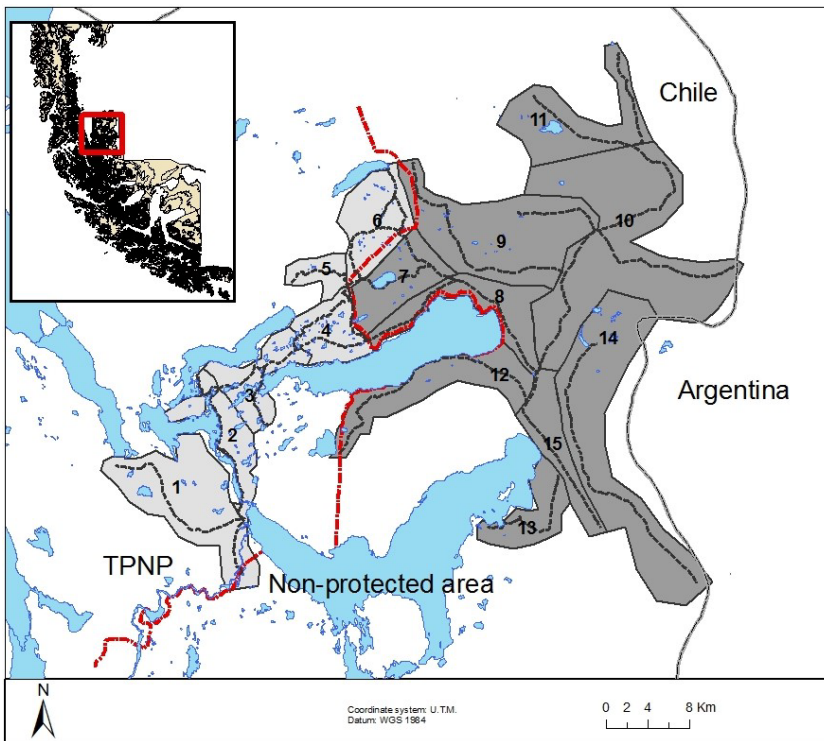 Chile
11
6
10
9
5
7
8
4
14
12
3
Argentina
2
15
1
13
TPNP
Non-protected area
N
Coordinate system: U.T.M.
Datum: WGS 1984
0 2 4 8 Km